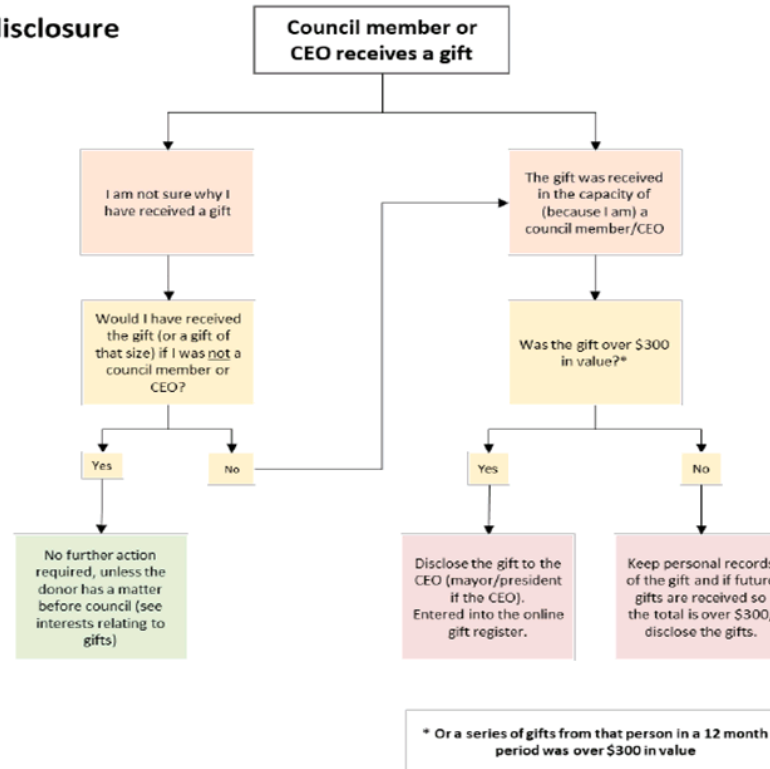 disclosure
Council member or
CEO receives a gift
I am not sure why I
have received a gift
The gift was received
in the capacity of
(because I am) a
council member/CEO
Would I have received
the gift (or a gift of
that size) if I was not a
council member or
CEO?
Was the gift over $300
in value?*
Yes
No
Yes
No
No further action
required, unless the
donor has a matter
before council (see
interests relating to
gifts)
Disclose the gift to the
CEO (mayor/president
if the CEO).
Entered into the online
gift register.
Keep personal records
of the gift and if future
gifts are received so
the total is over $300,
disclose the gifts.
* Or a series of gifts from that person in a 12 month
period was over $300 in value